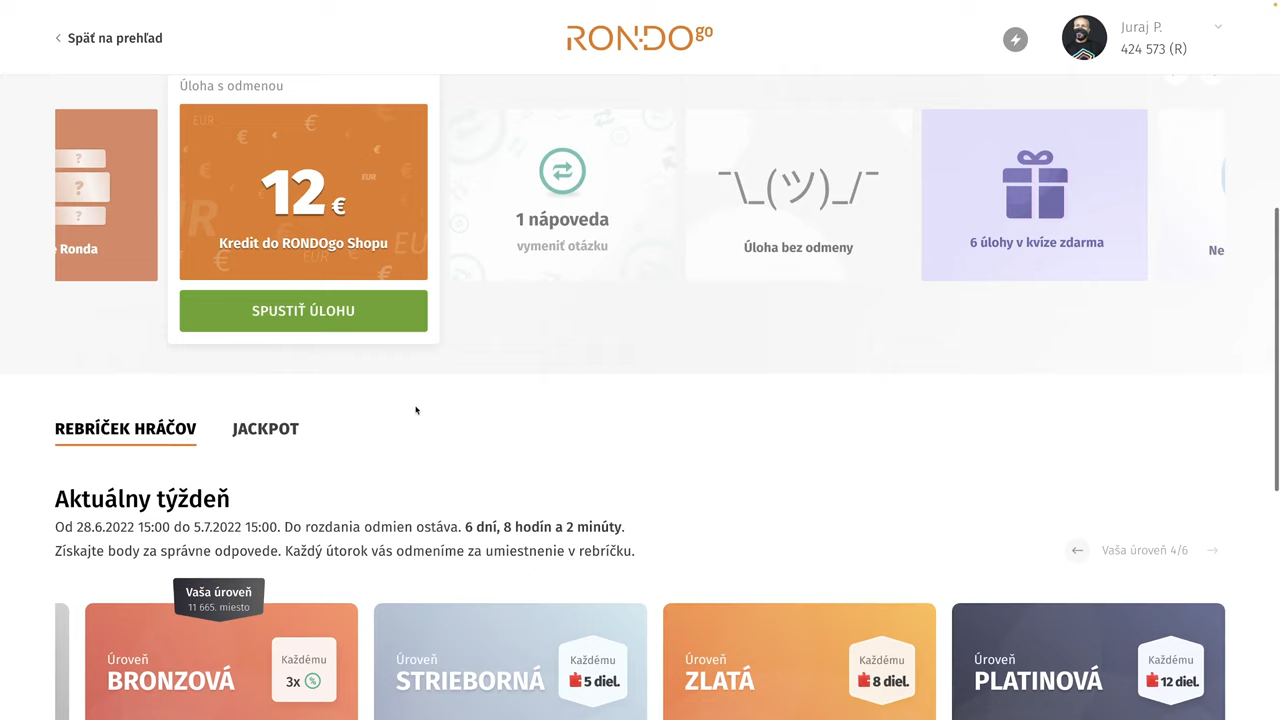 Späť na prehľad
RONDOgo
Juraj P.
424 573 (R)
Úloha s odmenou
EUR
€
EUR
12 €
Kredit do RONDOgo Shopu
EUR
SPUSTIŤ ÚLOHU
?
?
?
Ronda
1 nápoveda
vymeniť otázku
¯\_(ツ)_/¯
Úloha bez odmeny
6 úlohy v kvíze zdarma
Ne
REBRÍČEK HRÁČOV
JACKPOT
Aktuálny týždeň
Od 28.6.2022 15:00 do 5.7.2022 15:00. Do rozdania odmien ostáva. 6 dní, 8 hodín a 2 minúty.
Získajte body za správne odpovede. Každý útorok vás odmeníme za umiestnenie v rebríčku.
← Vaša úroveň 4/6 →
Vaša úroveň
11 665. miesto
Úroveň
BRONZOVÁ
Každému
3x %
Úroveň
STRIEBORNÁ
Každému
5 diel.
Úroveň
ZLATÁ
Každému
8 diel.
Úroveň
PLATINOVÁ
Každému
12 diel.